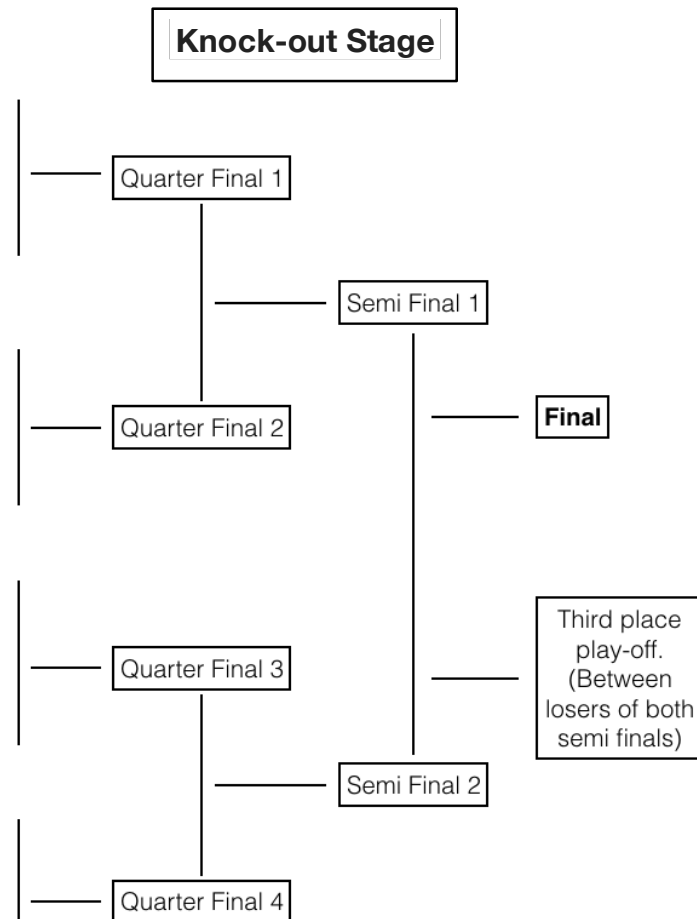 Knock-out Stage
Quarter Final 1
Semi Final 1
Final
Quarter Final 2
Third place
play-off.
(Between
losers of both
semi finals)
Quarter Final 3
Semi Final 2
Quarter Final 4